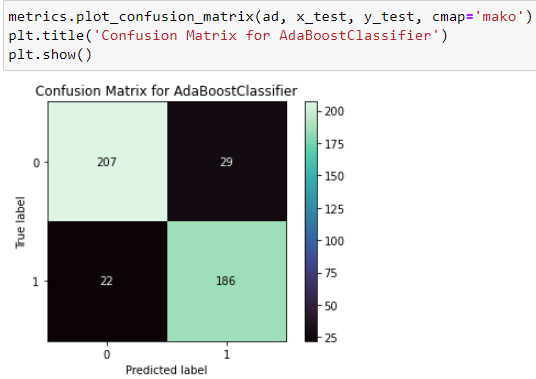 metrics.plot_confusion_matrix(ad, x_test, y_test, cmap='mako')
plt.title('Confusion Matrix for AdaBoostClassifier')
plt.show()
Confusion Matrix for AdaBoostClassifier
0
207
29
1
22
186
0
1
True label
Predicted label
200
175
150
125
100
75
50
25